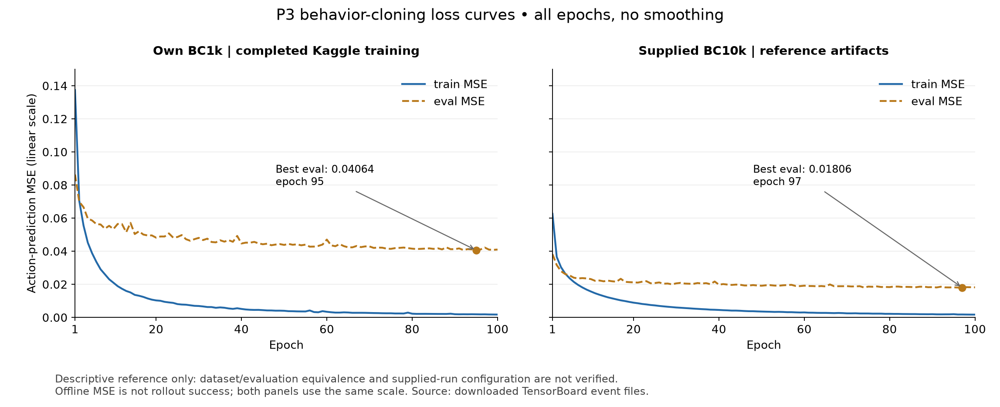 P3 behavior-cloning loss curves • all epochs, no smoothing
Own BC1k | completed Kaggle training
Action-prediction MSE (linear scale)
0.14
0.12
0.10
0.08
0.06
0.04
0.02
0.00
train MSE
eval MSE
Best eval: 0.04064
epoch 95
1
20
40
60
80
100
Epoch
Supplied BC10k | reference artifacts
train MSE
eval MSE
Best eval: 0.01806
epoch 97
1
20
40
60
80
100
Epoch
Descriptive reference only: dataset/evaluation equivalence and supplied-run configuration are not verified.
Offline MSE is not rollout success; both panels use the same scale. Source: downloaded TensorBoard event files.